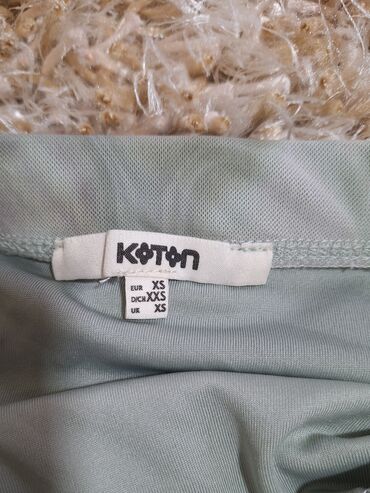 KOTON
EUR XS
D/CH XXS
UK XS